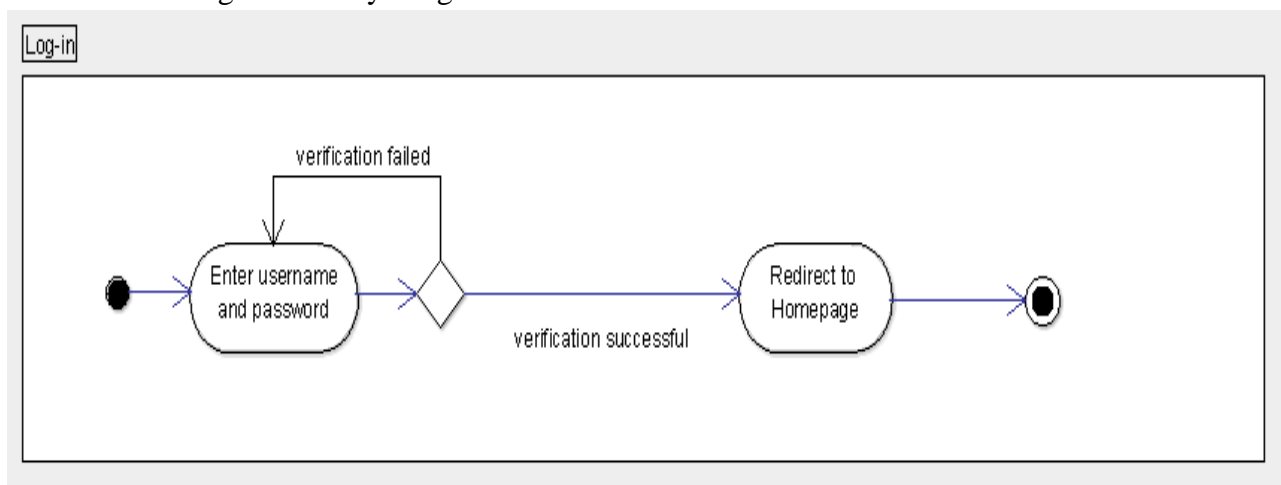 Log-in
verification failed
Enter username
and password
Redirect to
Homepage
verification successful